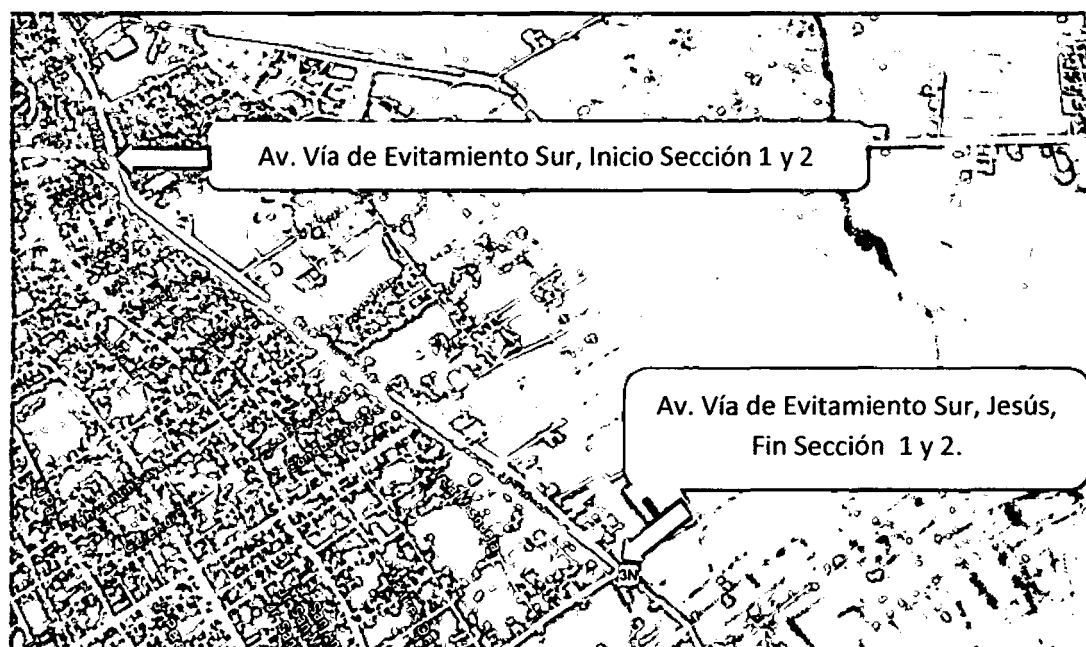 Av. Vía de Evitamiento Sur, Inicio Sección 1 y 2
Av. Vía de Evitamiento Sur, Jesús,
Fin Sección 1 y 2.
3N